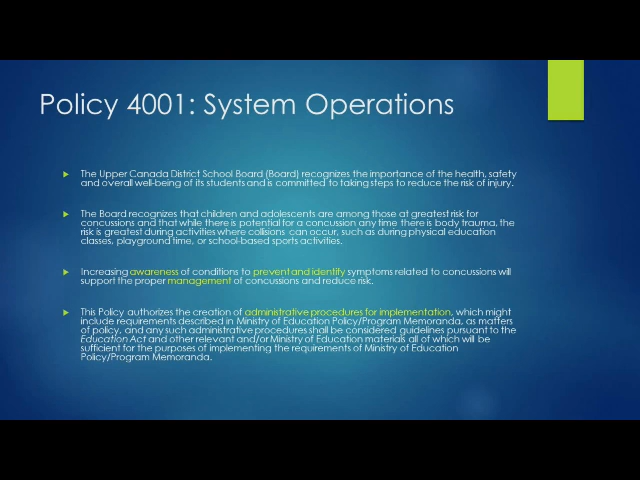 Policy 4001: System Operations
The Upper Canada District School Board (Board) recognizes the importance of the health, safety
and overall well-being of its students and is committed to taking steps to reduce the risk of injury.
The Board recognizes that children and adolescents are among those at greatest risk for
concussions and that while there is potential for a concussion any time there is body trauma, the
risk is greatest during activities where collisions can occur, such as during physical education
classes, playground time, or school-based sports activities.
Increasing awareness of conditions to prevent and identify symptoms related to concussions will
support the proper management of concussions and reduce risk.
This Policy authorizes the creation of administrative procedures for implementation, which might
include requirements described in Ministry of Education Policy/Program Memoranda, as matters
of policy, and any such administrative procedures shall be considered guidelines pursuant to the
Education Act and other relevant and/or Ministry of Education materials all of which will be
sufficient for the purposes of implementing the requirements of Ministry of Education
Policy/Program Memoranda.